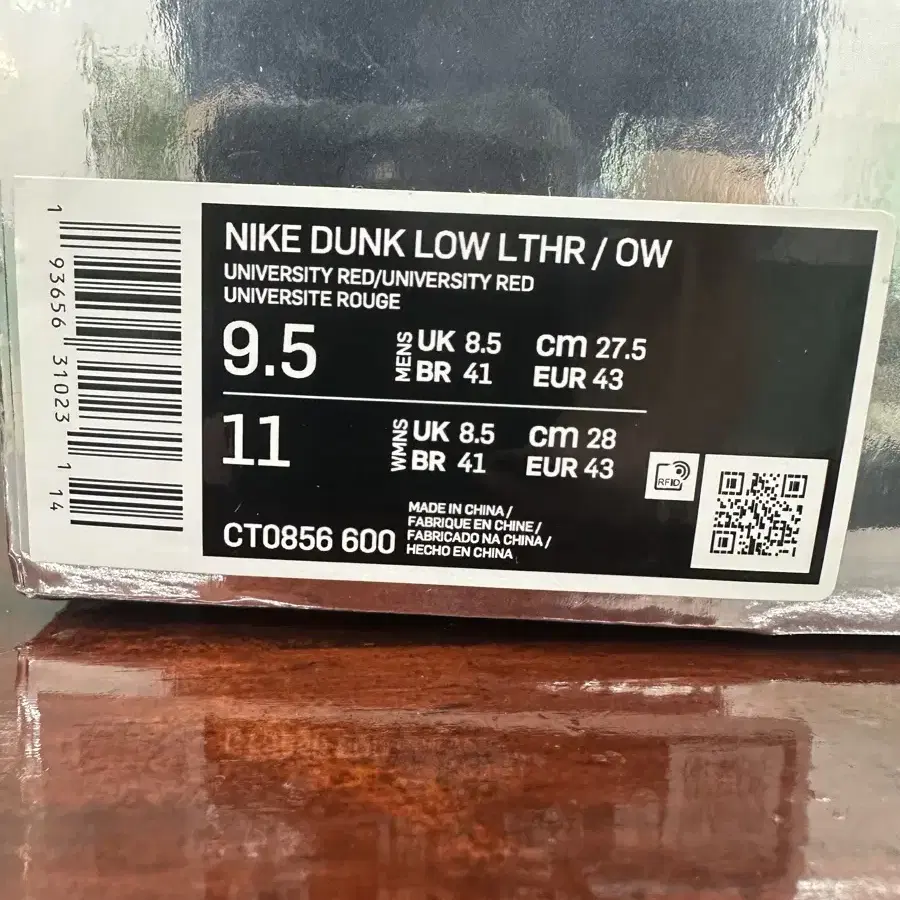 1 93656 31023 1 14
NIKE DUNK LOW LTHR / OW
UNIVERSITY RED/UNIVERSITY RED
UNIVERSITE ROUGE
9.5
MENS
UK 8.5 cm 27.5
BR 41 EUR 43
11
WMNS
UK 8.5 cm 28
BR 41 EUR 43
RFID
CT0856 600
MADE IN CHINA /
FABRIQUE EN CHINE /
FABRICADO NA CHINA /
HECHO EN CHINA